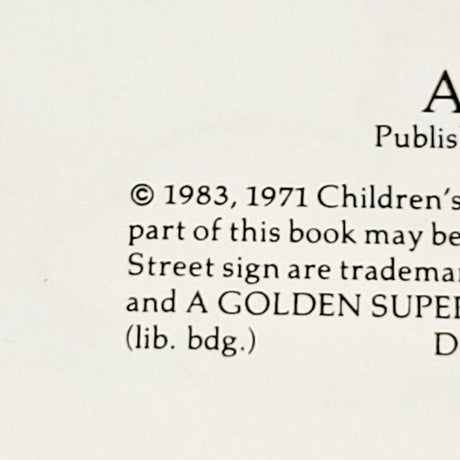 A
Publis
© 1983, 1971 Children's
part of this book may be
Street sign are tradema
and A GOLDEN SUPE
(lib. bdg.) D